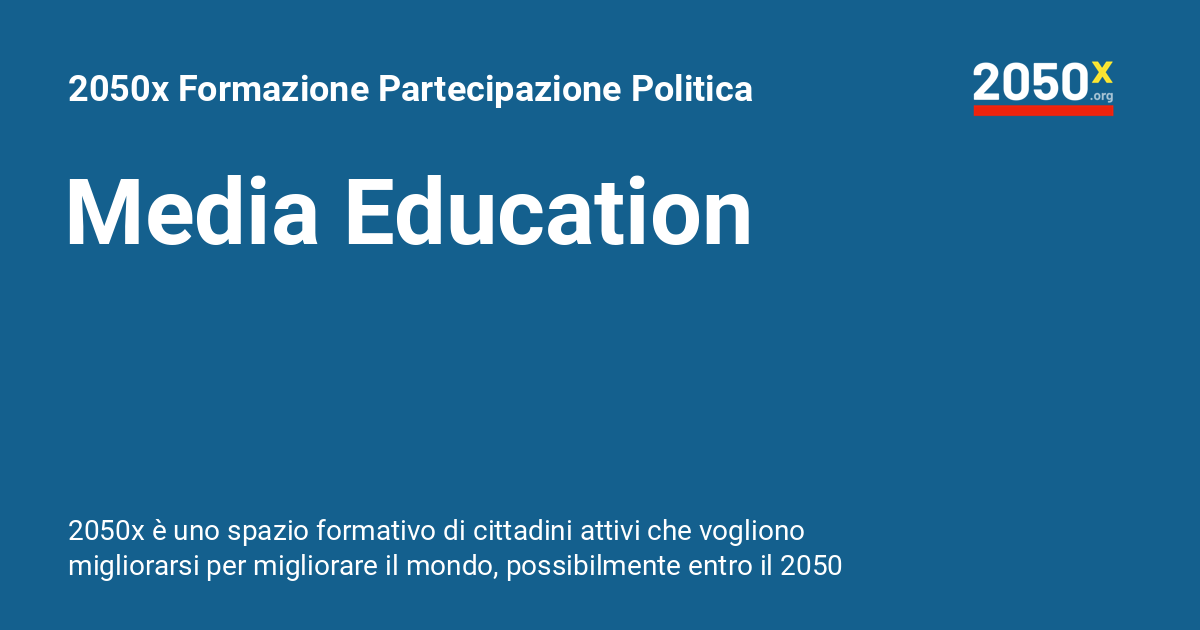 2050x Formazione Partecipazione Politica
2050x
.org
Media Education
2050x è uno spazio formativo di cittadini attivi che vogliono
migliorarsi per migliorare il mondo, possibilmente entro il 2050